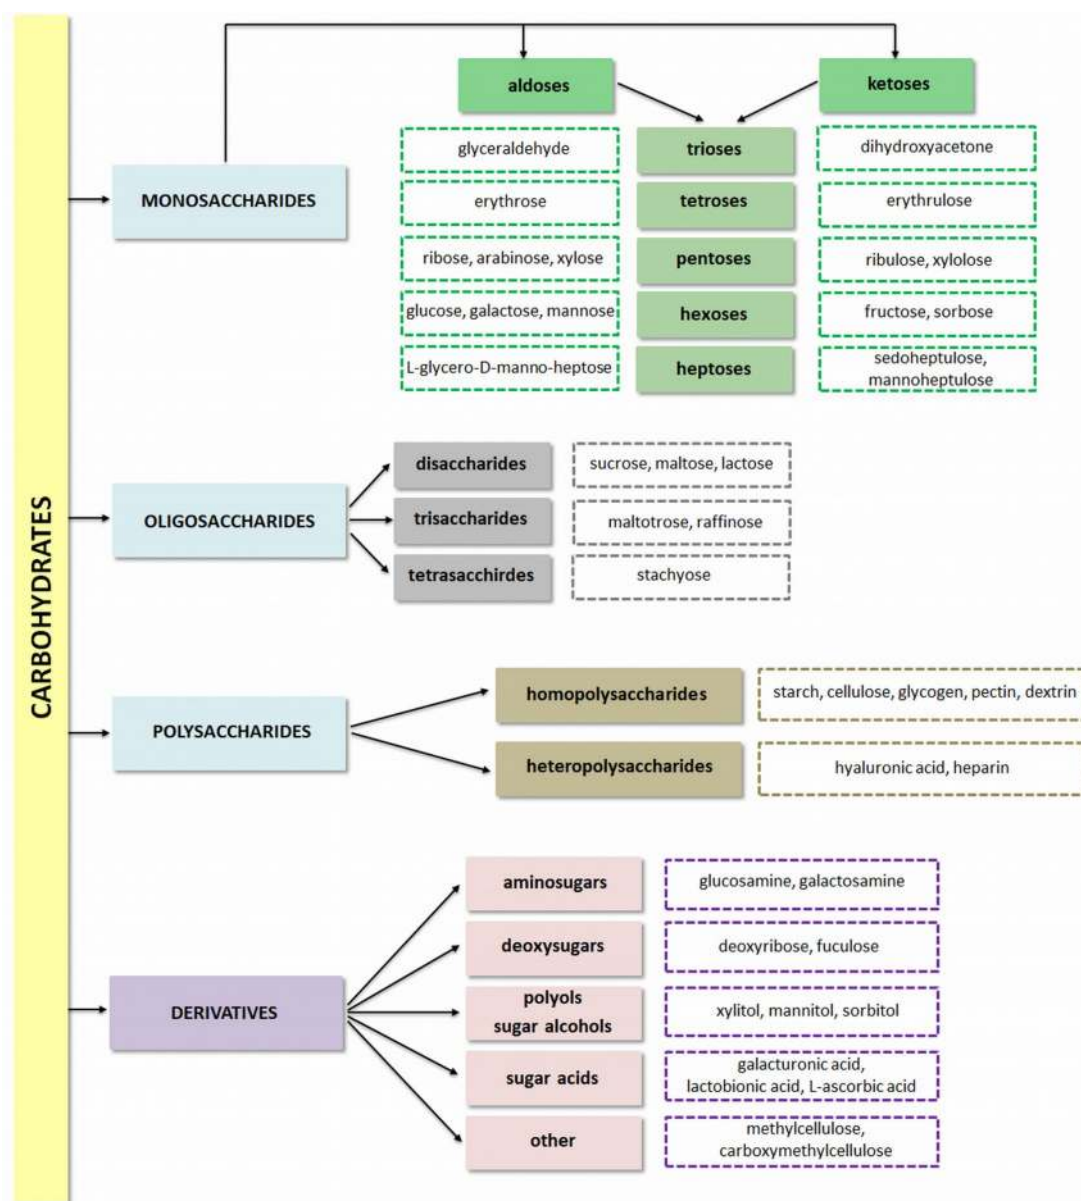 CARBOHYDRATES
aldoses
ketoses
MONOSACCHARIDES
glyceraldehyde
trioses
dihydroxyacetone
erythrose
tetroses
erythrulose
ribose, arabinose, xylose
pentoses
ribulose, xylolose
glucose, galactose, mannose
hexoses
fructose, sorbose
L-glycero-D-manno-heptose
heptoses
sedoheptulose,
mannoheptulose
OLIGOSACCHARIDES
disaccharides
sucrose, maltose, lactose
trisaccharides
maltotrose, raffinose
tetrasacchirdes
stachyose
POLYSACCHARIDES
homopolysaccharides
starch, cellulose, glycogen, pectin, dextrin
heteropolysaccharides
hyaluronic acid, heparin
DERIVATIVES
aminosugars
glucosamine, galactosamine
deoxysugars
deoxyribose, fuculose
polyols
sugar alcohols
xylitol, mannitol, sorbitol
sugar acids
galacturonic acid,
lactobionic acid, L-ascorbic acid
other
methylcellulose,
carboxymethylcellulose